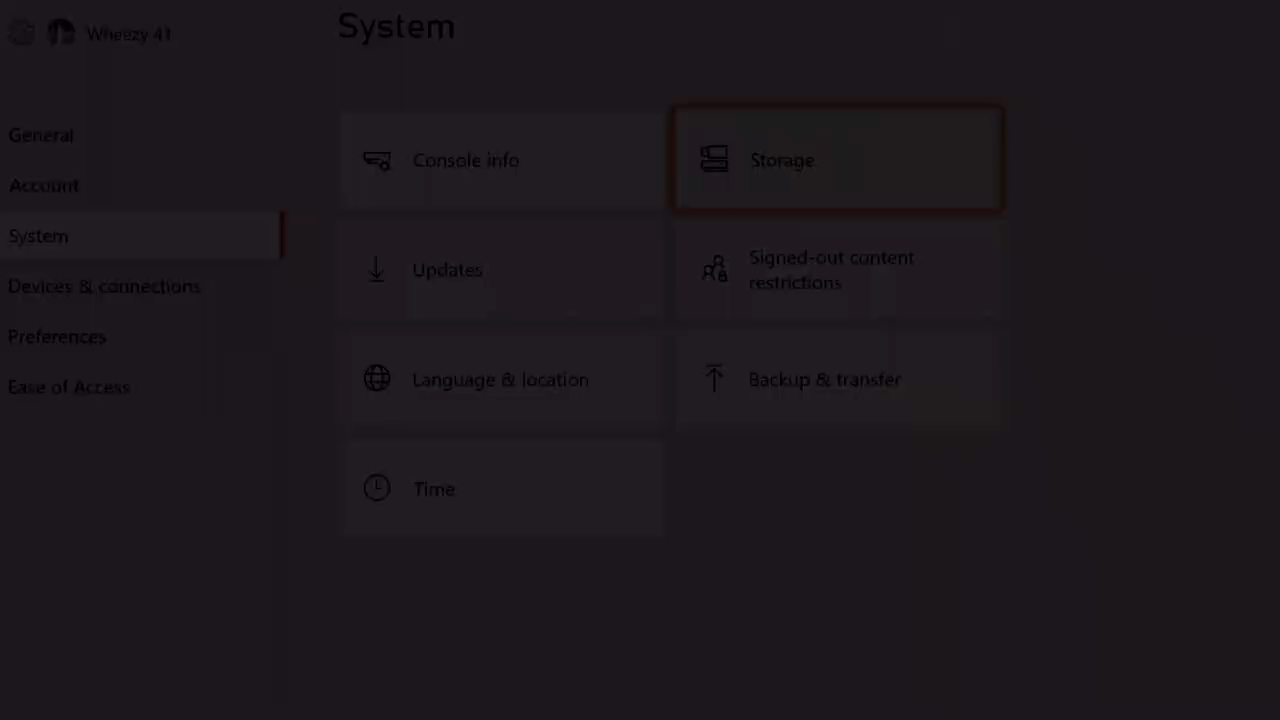 Wheezy 41
System
General
Account
System
Devices & connections
Preferences
Ease of Access
Console info
Storage
Updates
Signed-out content
restrictions
Language & location
Backup & transfer
Time